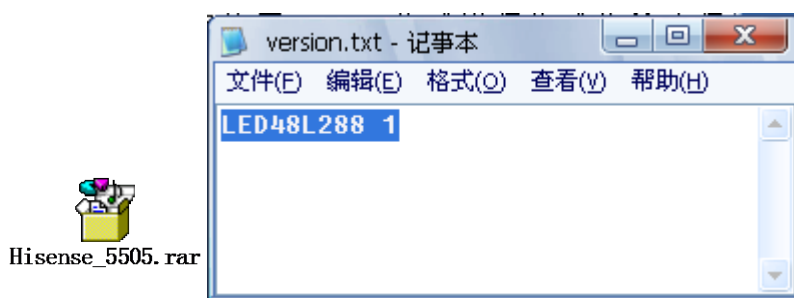 version.txt - 记事本
文件(F) 编辑(E) 格式(O) 查看(V) 帮助(H)
LED48L288 1
Hisense_5505.rar